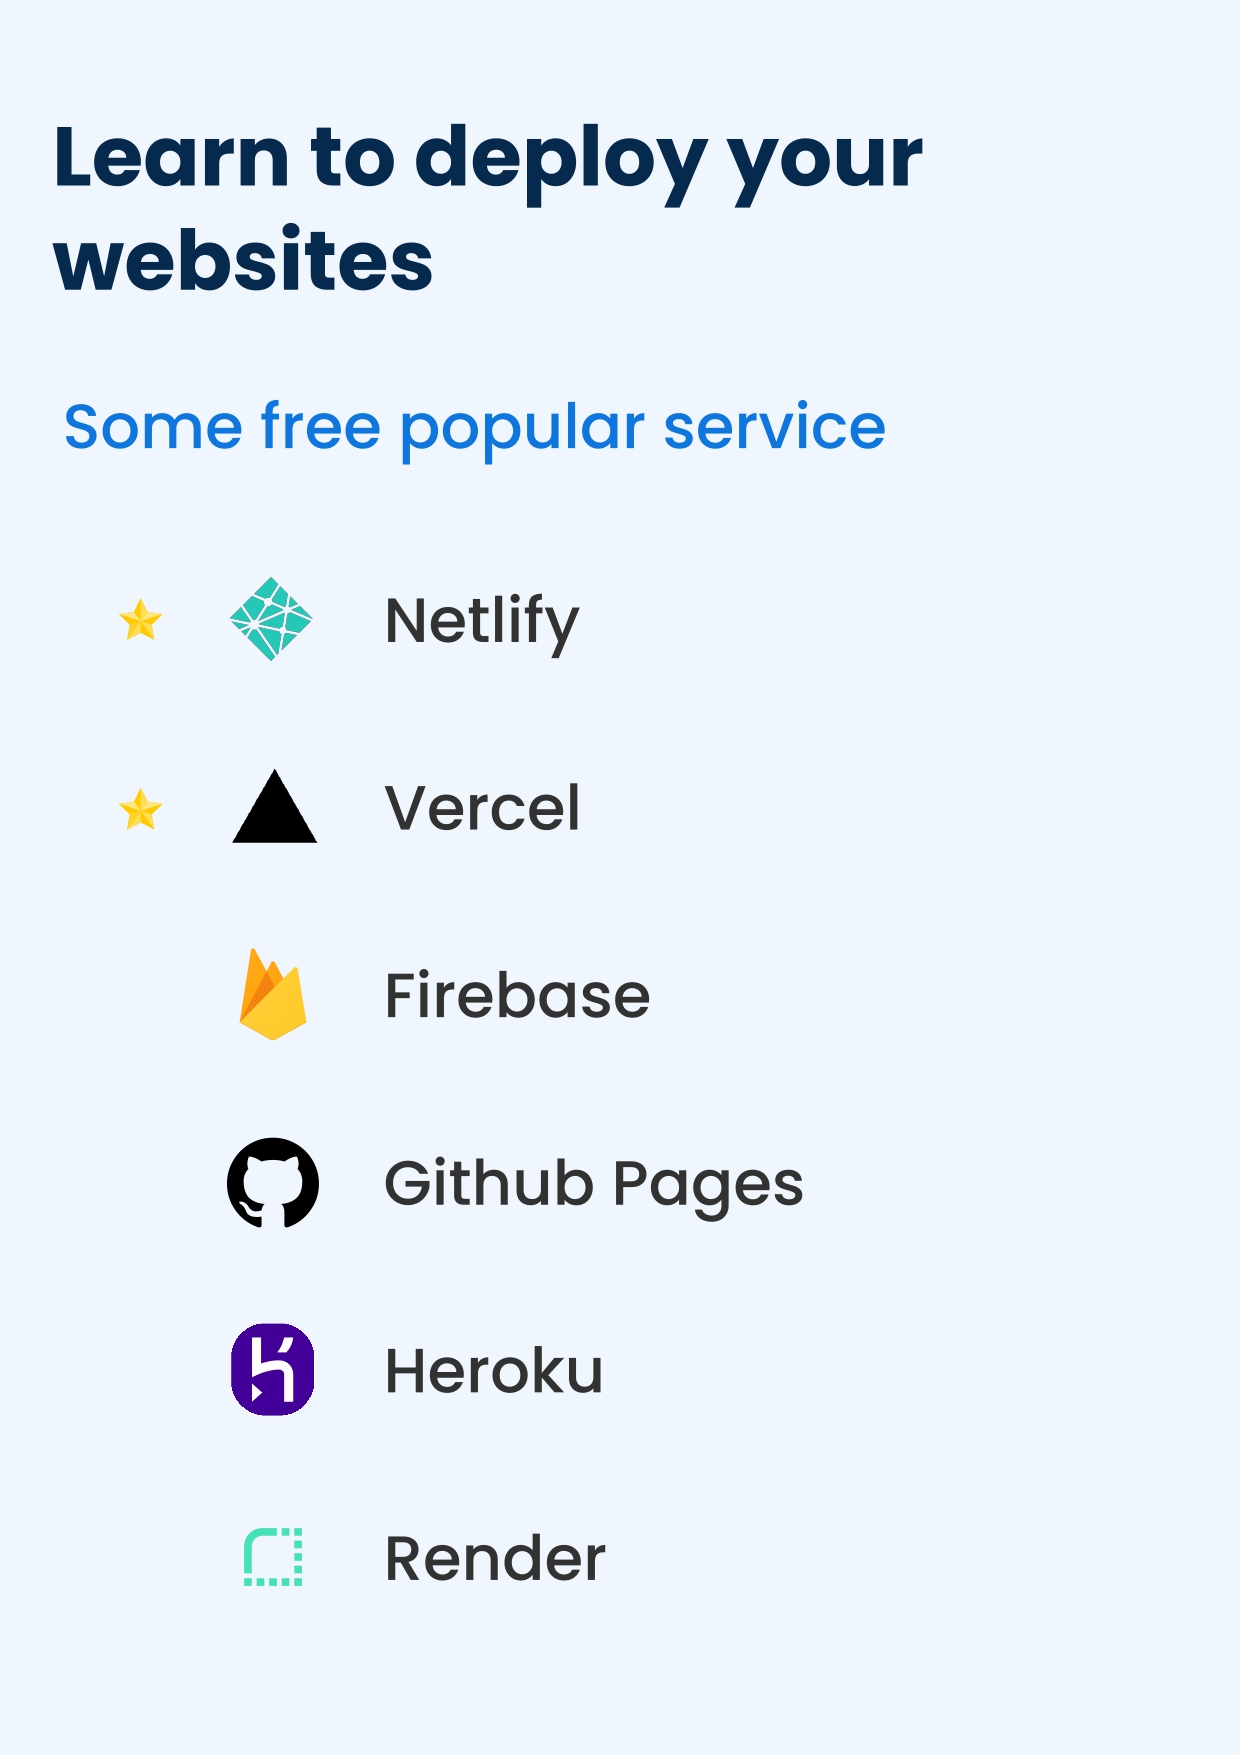 Learn to deploy your
websites
Some free popular service
Netlify
Vercel
Firebase
Github Pages
Heroku
Render